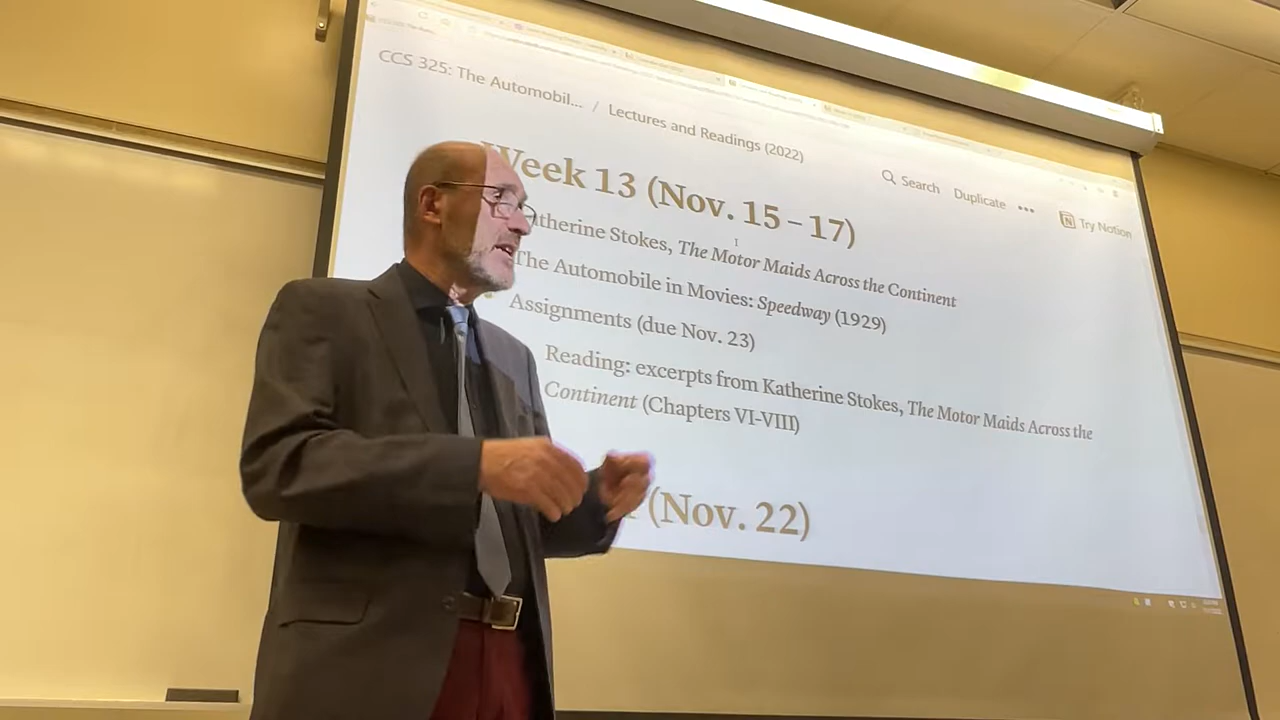 CCS 325: The Automobil... / Lectures and Readings (2022)
Search Duplicate ••• Try Notion
Week 13 (Nov. 15 – 17)
atherine Stokes, The Motor Maids Across the Continent
The Automobile in Movies: Speedway (1929)
Assignments (due Nov. 23)
Reading: excerpts from Katherine Stokes, The Motor Maids Across the
Continent (Chapters VI-VIII)
(Nov. 22)